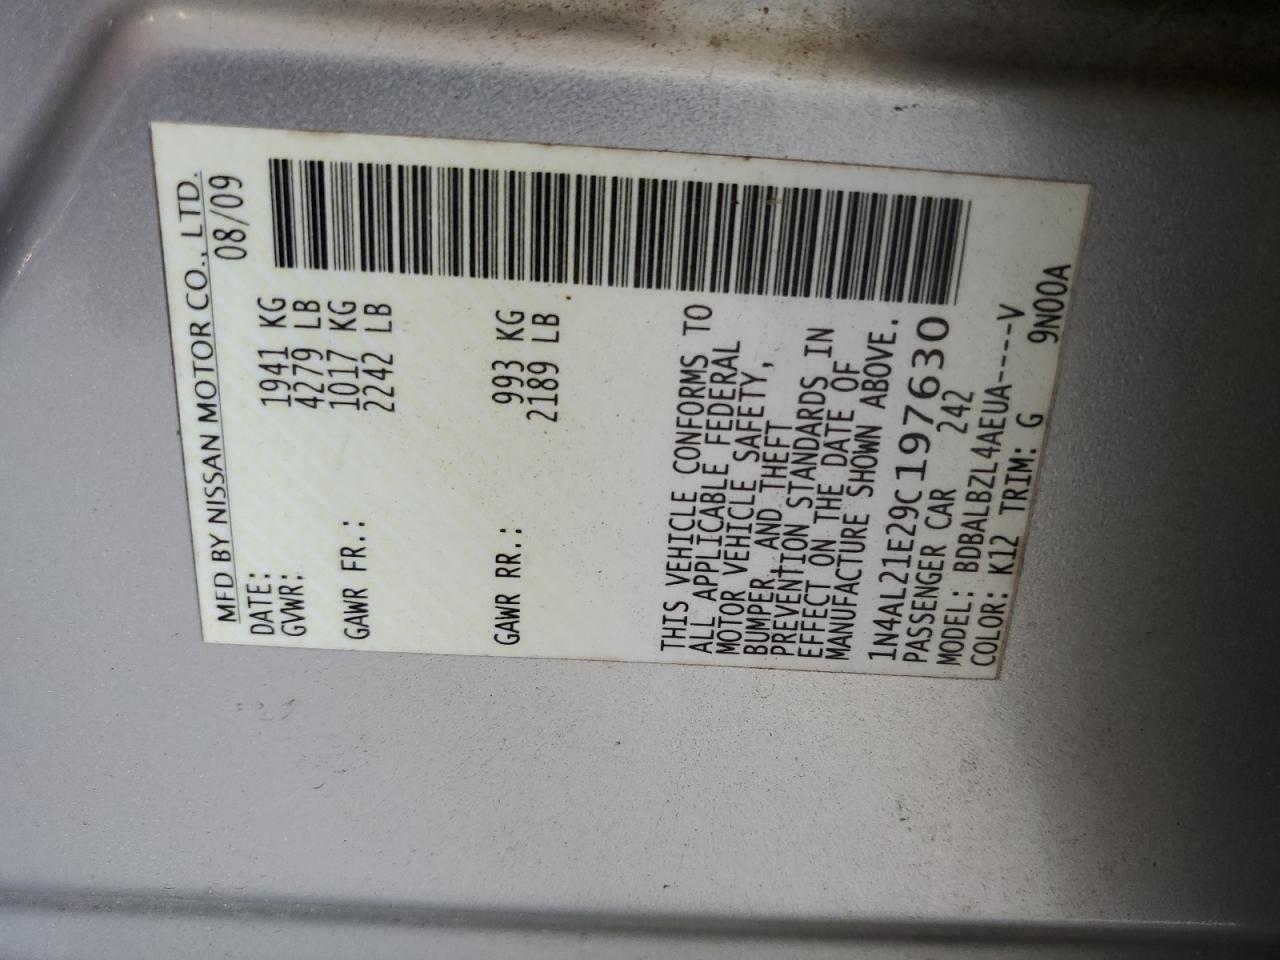 MFD BY NISSAN MOTOR CO., LTD.
DATE: 08/09
GVWR: 1941 KG
4279 LB
GAWR FR.: 1017 KG
2242 LB
GAWR RR.: 993 KG
2189 LB
THIS VEHICLE CONFORMS TO
ALL APPLICABLE FEDERAL
MOTOR VEHICLE SAFETY,
BUMPER, AND THEFT
PREVENTION STANDARDS IN
EFFECT ON THE DATE OF
MANUFACTURE SHOWN ABOVE.
1N4AL21E29C197630
PASSENGER CAR 242
MODEL: BDBALBZL4AEUA-----V
COLOR: K12 TRIM: G 9N00A